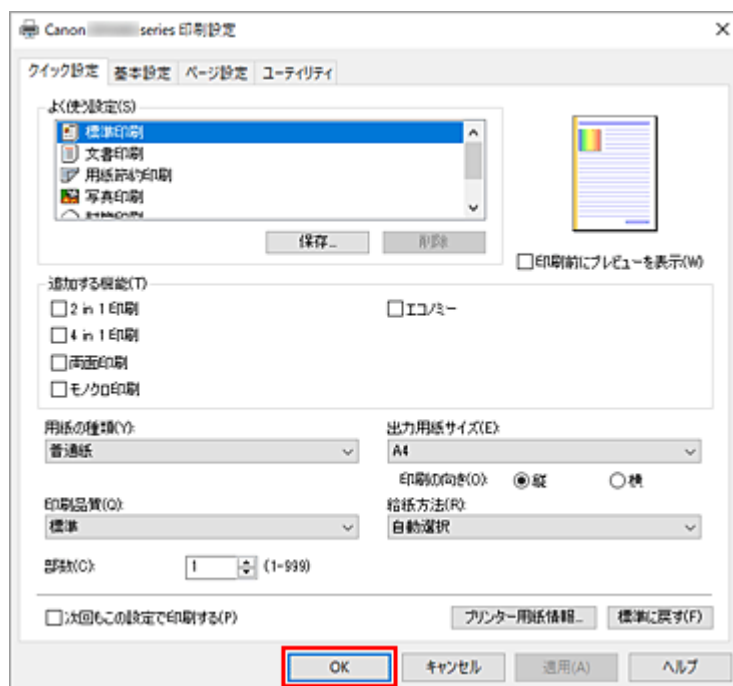 Canon series 印刷設定
クイック設定 基本設定 ページ設定 ユーティリティ
よく使う設定(S)
標準印刷
文書印刷
用紙節約印刷
写真印刷
保存...
削除
印刷前にプレビューを表示(W)
追加する機能(T)
2 in 1 印刷
エコノミー
4 in 1 印刷
両面印刷
モノクロ印刷
用紙の種類(Y):
出力用紙サイズ(E):
普通紙
A4
印刷の向き(O): 縦 横
印刷品質(Q):
給紙方法(R):
標準
自動選択
部数(C): 1 (1-999)
次回もこの設定で印刷する(P)
プリンター用紙情報...
標準に戻す(F)
OK キャンセル 適用(A) ヘルプ